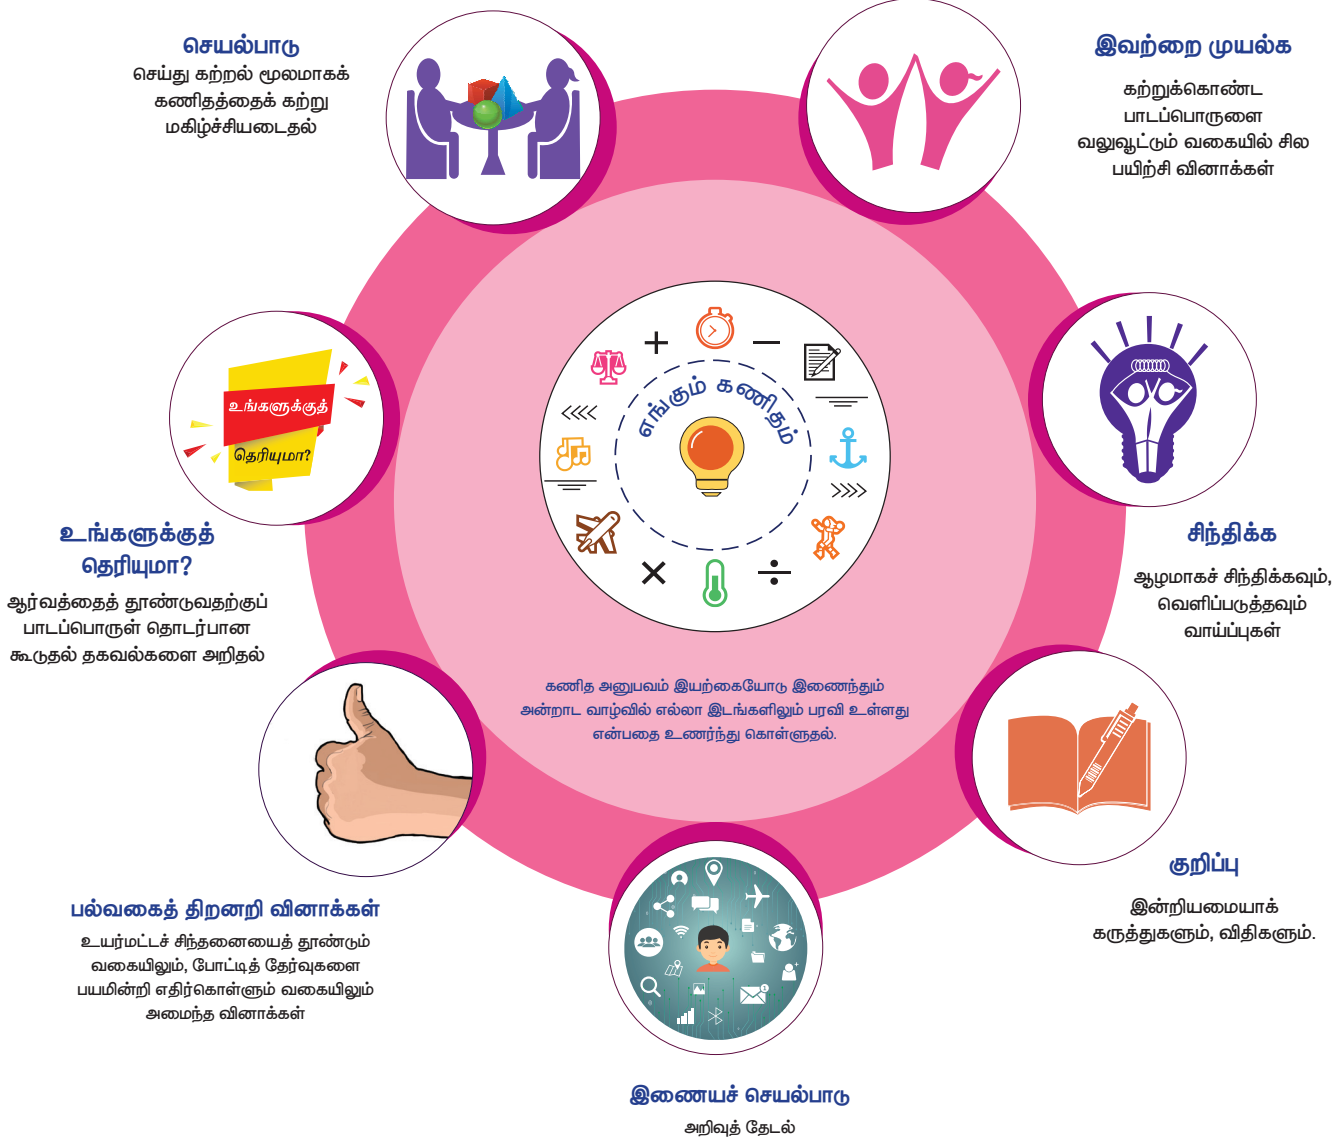 செயல்பாடு
செய்து கற்றல் மூலமாகக்
கணிதத்தைக் கற்று
மகிழ்ச்சியடைதல்
இவற்றை முயல்க
கற்றுக்கொண்ட
பாடப்பொருளை
வலுவூட்டும் வகையில் சில
பயிற்சி வினாக்கள்
எங்கும் கணிதம்
உங்களுக்குத்
தெரியுமா?
உங்களுக்குத்
தெரியுமா?
ஆர்வத்தைத் தூண்டுவதற்குப்
பாடப்பொருள் தொடர்பான
கூடுதல் தகவல்களை அறிதல்
சிந்திக்க
ஆழமாகச் சிந்திக்கவும்,
வெளிப்படுத்தவும்
வாய்ப்புகள்
கணித அனுபவம் இயற்கையோடு இணைந்தும்
அன்றாட வாழ்வில் எல்லா இடங்களிலும் பரவி உள்ளது
என்பதை உணர்ந்து கொள்ளுதல்.
குறிப்பு
இன்றியமையாக்
கருத்துகளும், விதிகளும்.
பல்வகைத் திறனறி வினாக்கள்
உயர்மட்டச் சிந்தனையைத் தூண்டும்
வகையிலும், போட்டித் தேர்வுகளை
பயமின்றி எதிர்கொள்ளும் வகையிலும்
அமைந்த வினாக்கள்
இணையச் செயல்பாடு
அறிவுத் தேடல்